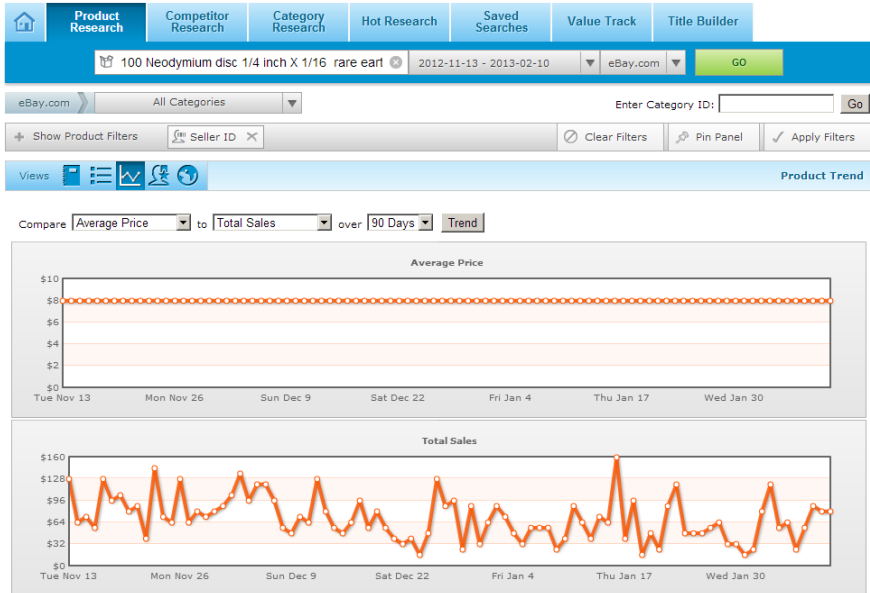 Product Research
Competitor Research
Category Research
Hot Research
Saved Searches
Value Track
Title Builder
100 Neodymium disc 1/4 inch X 1/16  rare eart
2012-11-13 - 2013-02-10
eBay.com
GO
eBay.com
All Categories
Enter Category ID:
Go
Show Product Filters
Seller ID
Clear Filters
Pin Panel
Apply Filters
Views
Product Trend
Compare Average Price to Total Sales over 90 Days Trend
Average Price
$10
$8
$6
$4
$2
$0
Tue Nov 13 Mon Nov 26 Sun Dec 9 Sat Dec 22 Fri Jan 4 Thu Jan 17 Wed Jan 30
Total Sales
$160
$128
$96
$64
$32
$0
Tue Nov 13 Mon Nov 26 Sun Dec 9 Sat Dec 22 Fri Jan 4 Thu Jan 17 Wed Jan 30